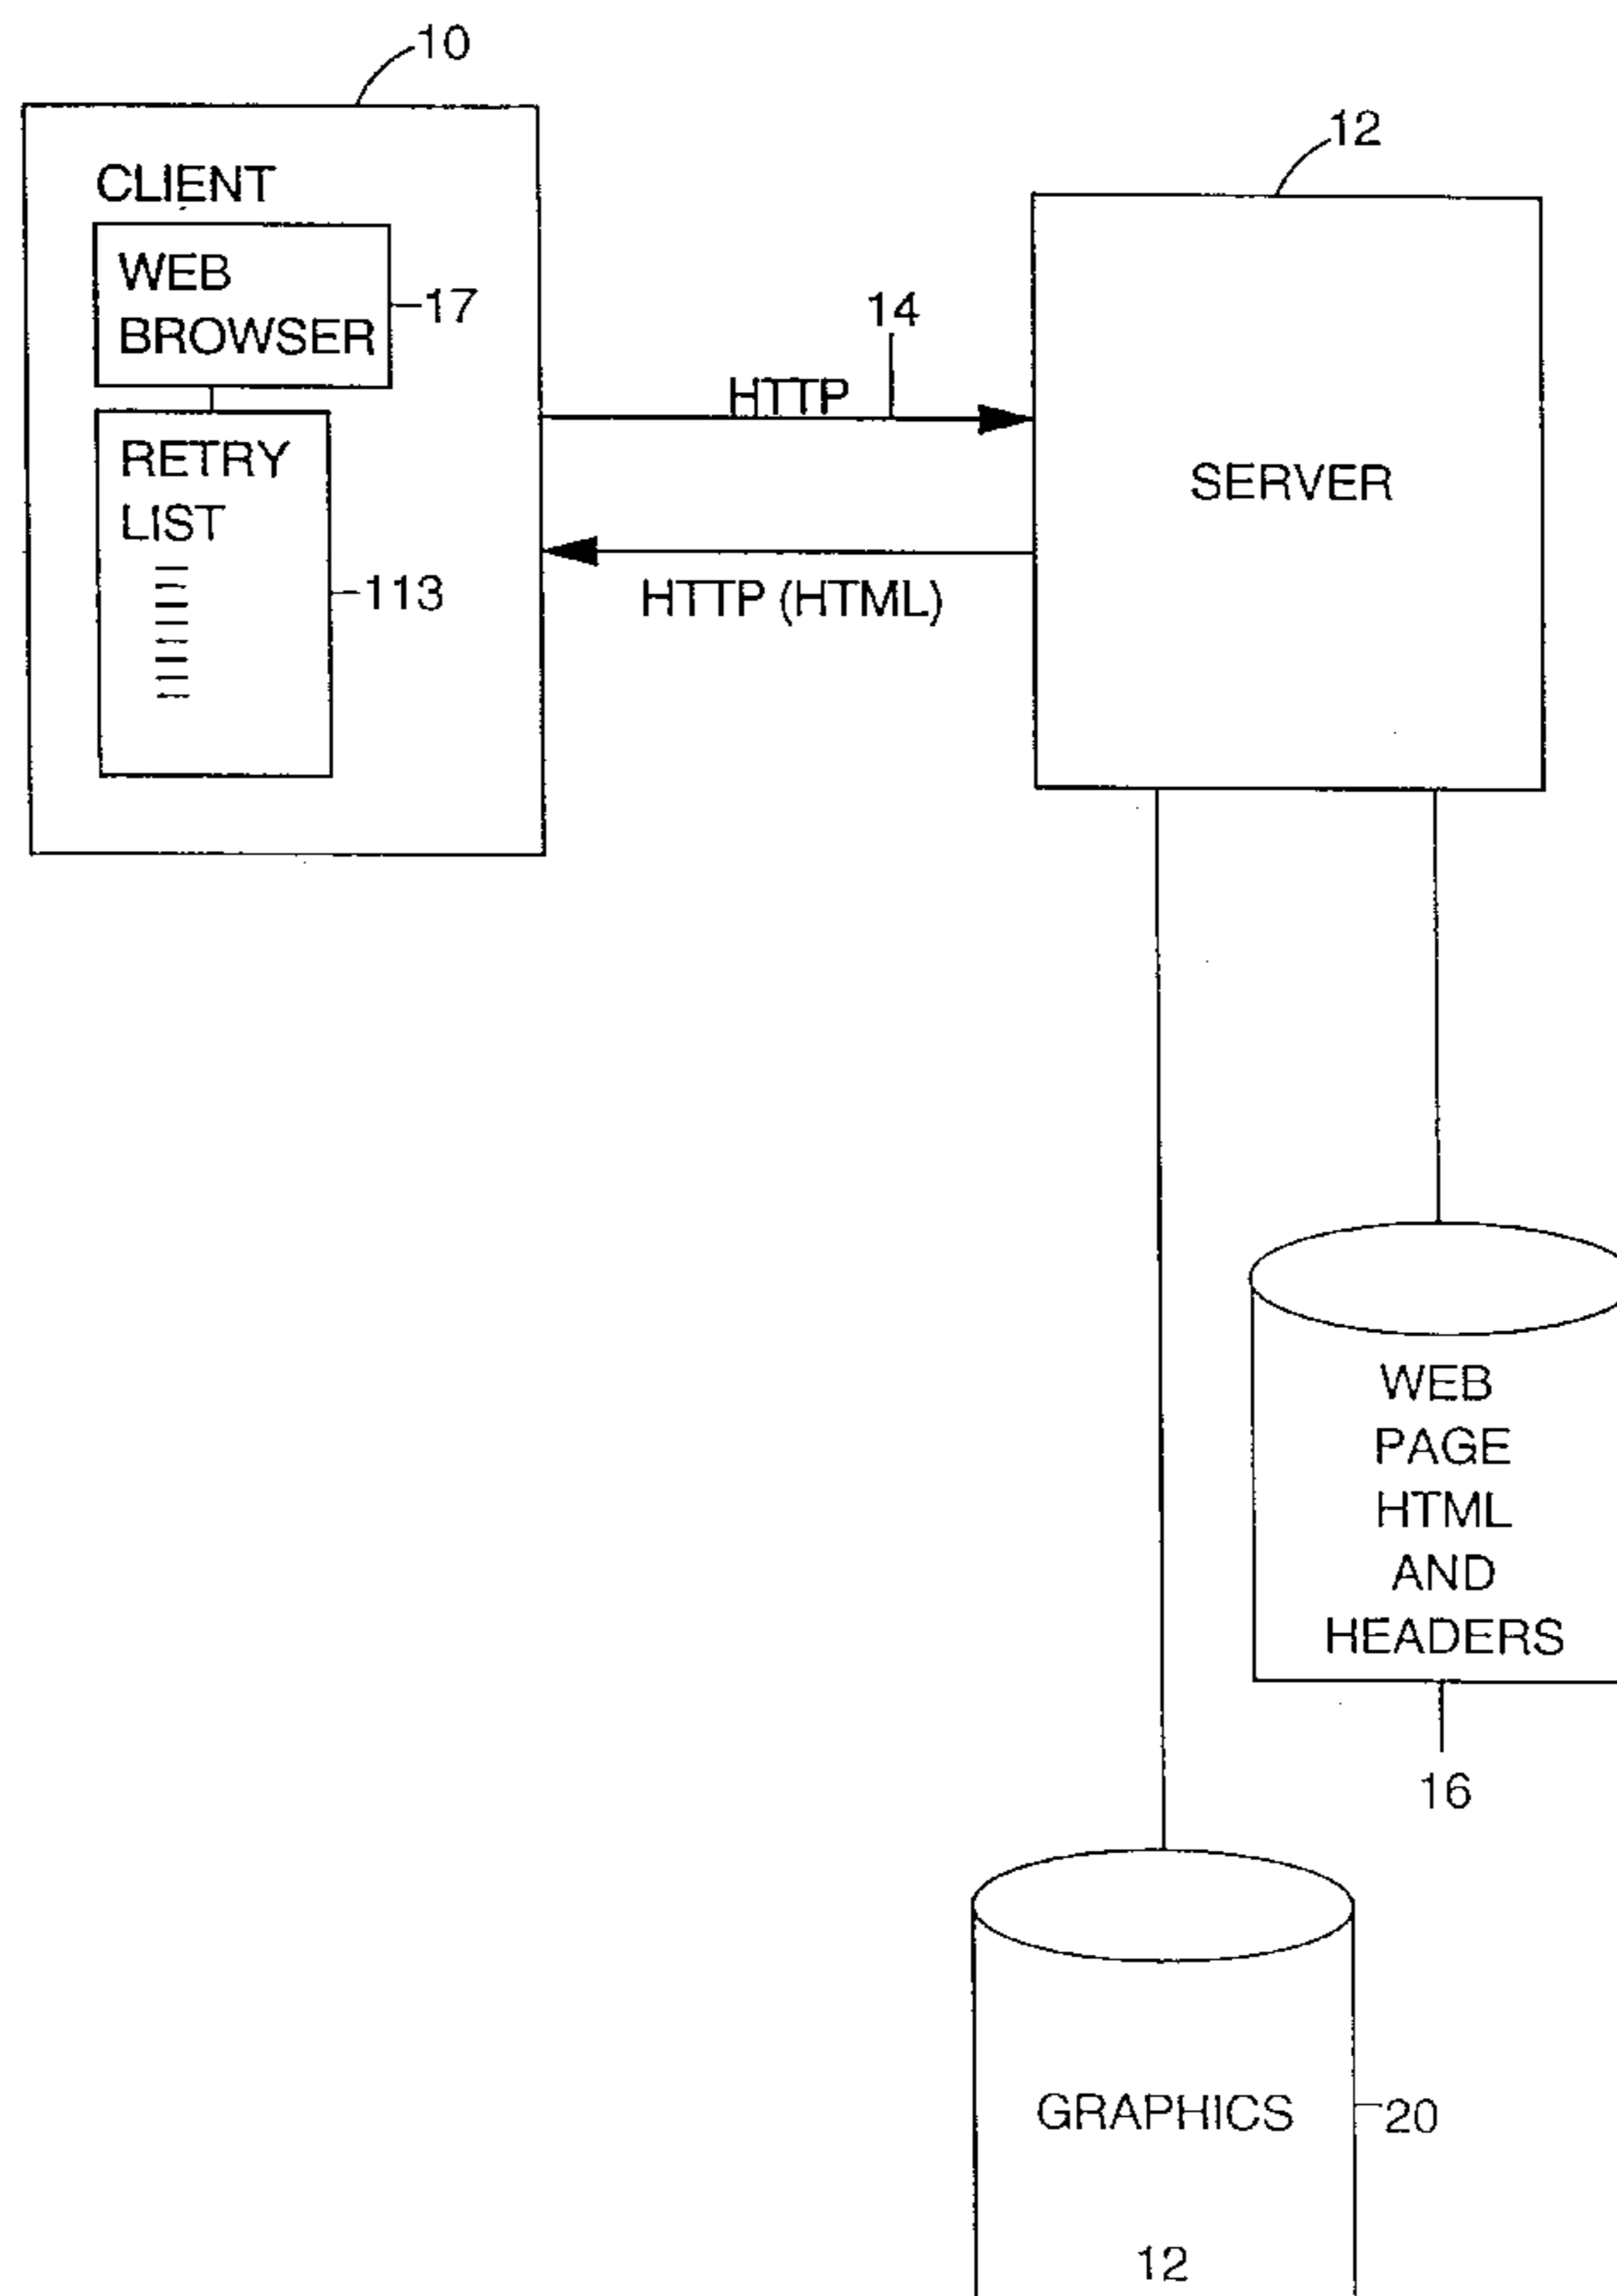 10
12
CLIENT
WEB
BROWSER
17
14
HTTP
RETRY
LIST
113
SERVER
HTTP (HTML)
WEB
PAGE
HTML
AND
HEADERS
16
GRAPHICS
20
12